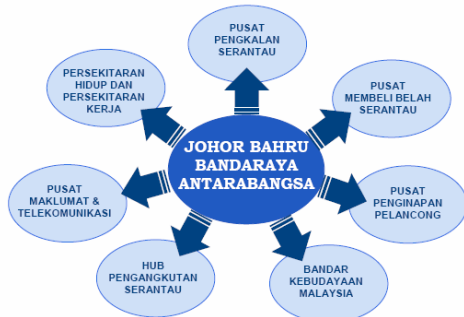 PUSAT
PENGKALAN
SERANTAU
PERSEKITARAN
HIDUP DAN
PERSEKITARAN
KERJA
PUSAT
MEMBELI BELAH
SERANTAU
JOHOR BAHRU
BANDARAYA
ANTARABANGSA
PUSAT
MAKLUMAT &
TELEKOMUNIKASI
PUSAT
PENGINAPAN
PELANCONG
HUB
PENGANGKUTAN
SERANTAU
BANDAR
KEBUDAYAAN
MALAYSIA